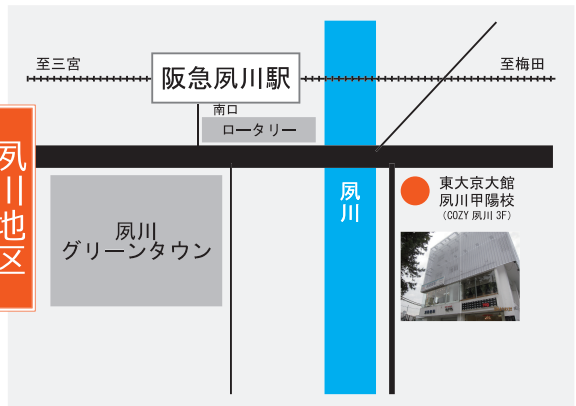 至三宮
至梅田
阪急夙川駅
南口
ロータリー
夙川地区
夙川
東大京大館
夙川甲陽校
(COZY 夙川 3F)
夙川
グリーンタウン